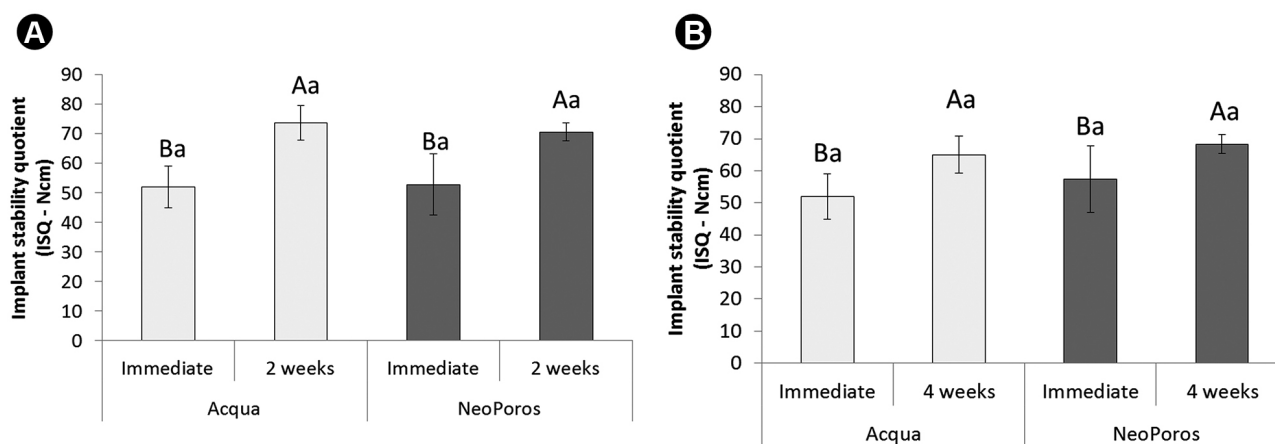 A
Implant stability quotient
(ISQ - Ncm)
90
80
70
60
50
40
30
20
10
0
Ba
Aa
Ba
Aa
Immediate
2 weeks
Immediate
2 weeks
Acqua
NeoPoros
B
Implant stability quotient
(ISQ - Ncm)
90
80
70
60
50
40
30
20
10
0
Ba
Aa
Ba
Aa
Immediate
4 weeks
Immediate
4 weeks
Acqua
NeoPoros